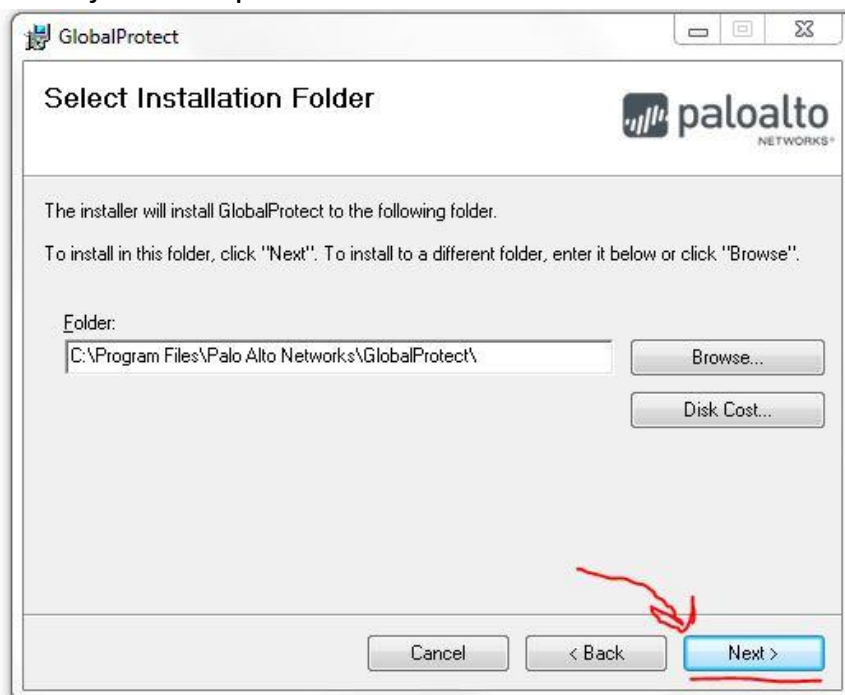 GlobalProtect
Select Installation Folder
paloalto
NETWORKS®
The installer will install GlobalProtect to the following folder.
To install in this folder, click "Next". To install to a different folder, enter it below or click "Browse".
Folder:
C:\Program Files\Palo Alto Networks\GlobalProtect\
Browse...
Disk Cost...
Cancel
< Back
Next >